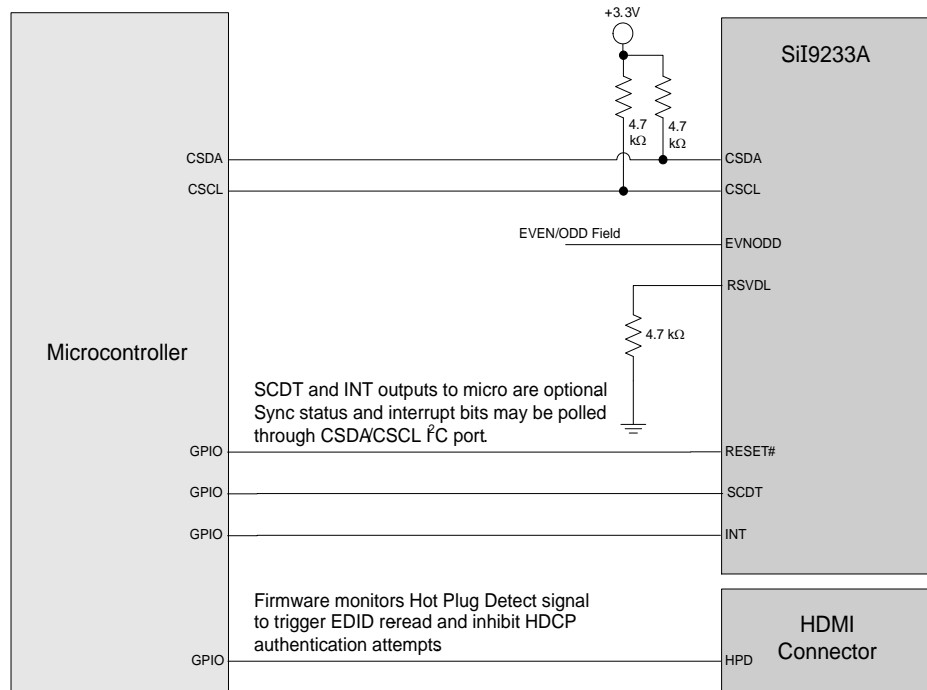 +3.3V
SiI9233A
4.7
kΩ
4.7
kΩ
CSDA
CSDA
CSCL
CSCL
EVEN/ODD Field
EVNODD
RSVDL
4.7 kΩ
Microcontroller
SCDT and INT outputs to micro are optional
Sync status and interrupt bits may be polled
through CSDA/CSCL I²C port.
GPIO
RESET#
GPIO
SCDT
GPIO
INT
Firmware monitors Hot Plug Detect signal
to trigger EDID reread and inhibit HDCP
authentication attempts
HDMI
Connector
GPIO
HPD